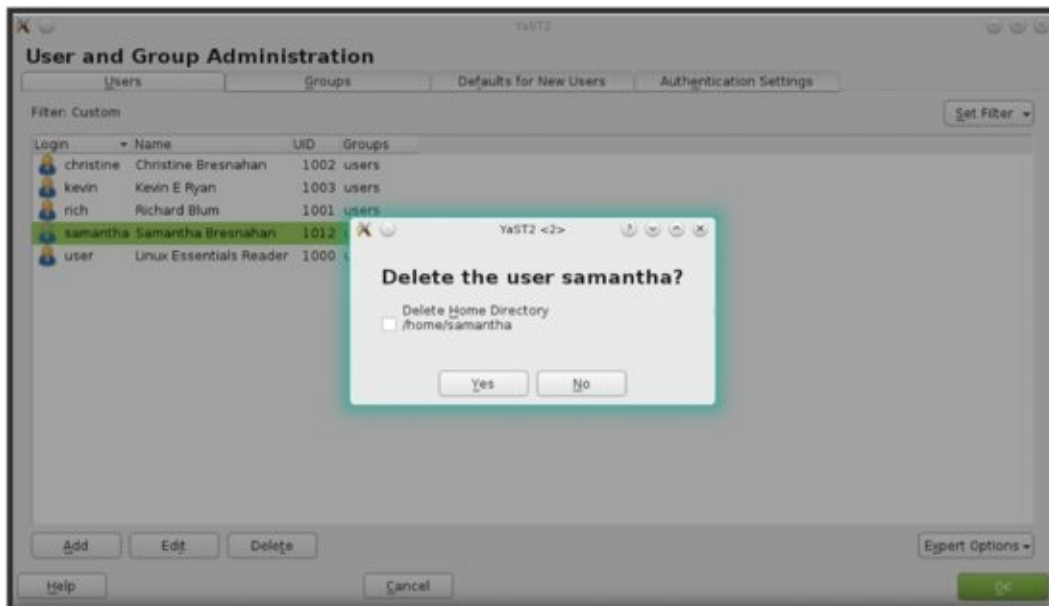 YaST2
User and Group Administration
Users
Groups
Defaults for New Users
Authentication Settings
Filter: Custom
Set Filter
Login Name UID Groups
christine Christine Bresnahan 1002 users
kevin Kevin E Ryan 1003 users
rich Richard Blum 1001 users
samantha Samantha Bresnahan 1012
user Linux Essentials Reader 1000
YaST2 <2>
Delete the user samantha?
Delete Home Directory
/home/samantha
Yes
No
Add
Edit
Delete
Expert Options
Help
Cancel
OK